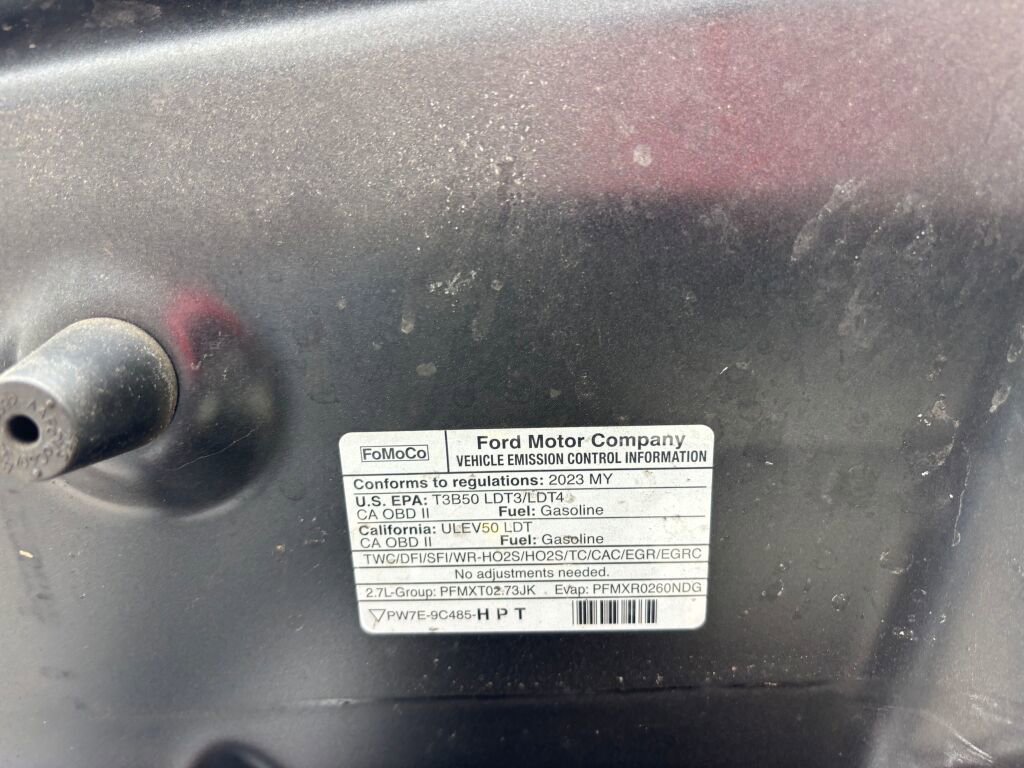 FoMoCo
Ford Motor Company
VEHICLE EMISSION CONTROL INFORMATION
Conforms to regulations: 2023 MY
U.S. EPA: T3B50 LDT3/LDT4
CA OBD II Fuel: Gasoline
California: ULEV50 LDT
CA OBD II Fuel: Gasoline
TWC/DFI/SFI/WR-HO2S/HO2S/TC/CAC/EGR/EGRC
No adjustments needed.
2.7L-Group: PFMXT02.73JK Evap: PFMXR0260NDG
PW7E-9C485-HPT